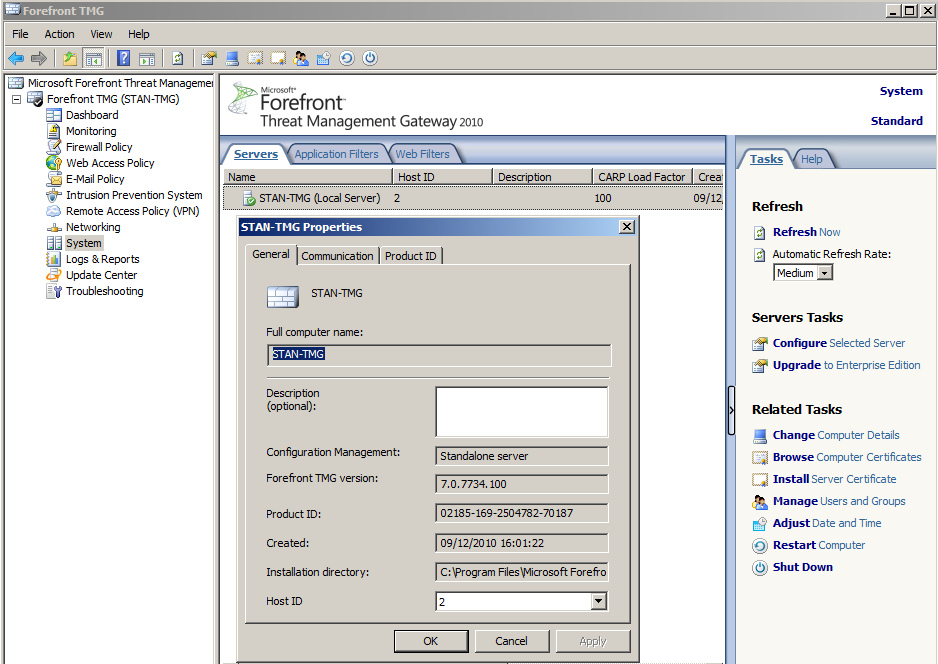 Forefront TMG
File Action View Help
Microsoft Forefront Threat Manageme
Forefront TMG (STAN-TMG)
Dashboard
Monitoring
Firewall Policy
Web Access Policy
E-Mail Policy
Intrusion Prevention System
Remote Access Policy (VPN)
Networking
System
Logs & Reports
Update Center
Troubleshooting
Microsoft®
Forefront™
Threat Management Gateway 2010
System
Standard
Servers Application Filters Web Filters
Name Host ID Description CARP Load Factor Creat
STAN-TMG (Local Server) 2 100 09/12,
STAN-TMG Properties
General Communication Product ID
STAN-TMG
Full computer name:
STAN-TMG
Description
(optional):
Configuration Management: Standalone server
Forefront TMG version: 7.0.7734.100
Product ID: 02185-169-2504782-70187
Created: 09/12/2010 16:01:22
Installation directory: C:\Program Files\Microsoft Forefro
Host ID 2
OK Cancel Apply
Tasks Help
Refresh
Refresh Now
Automatic Refresh Rate:
Medium
Servers Tasks
Configure Selected Server
Upgrade to Enterprise Edition
Related Tasks
Change Computer Details
Browse Computer Certificates
Install Server Certificate
Manage Users and Groups
Adjust Date and Time
Restart Computer
Shut Down